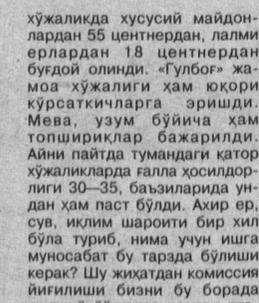 хўжаликда хусусий майдон-
лардан 55 центнердан, лалми
ерлардан 18 центнердан
буғдой олинди. «Гулбоғ» жа-
моа хўжалиги ҳам юқори
кўрсаткичларга эришди.
Мева, узум бўйича ҳам
топшириқлар бажарилди.
Айни пайтда тумандаги қатор
хўжаликларда ғалла ҳосилдор-
лиги 30—35, баъзиларида ун-
дан ҳам паст бўлди. Ахир ер,
сув, иқлим шароити бир хил
бўла туриб, нима учун ишга
муносабат бу тарзда бўлиши
керак? Шу жиҳатдан комиссия
йиғилиши бизни бу борада